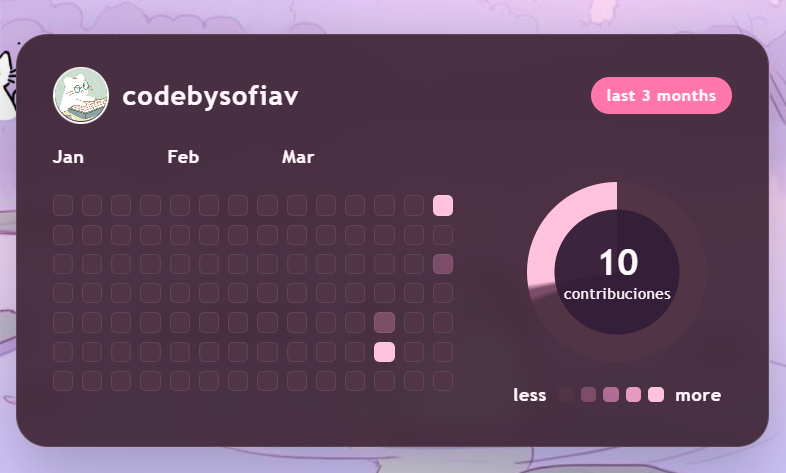 codebysofiav
last 3 months
Jan Feb Mar
10
contribuciones
less more